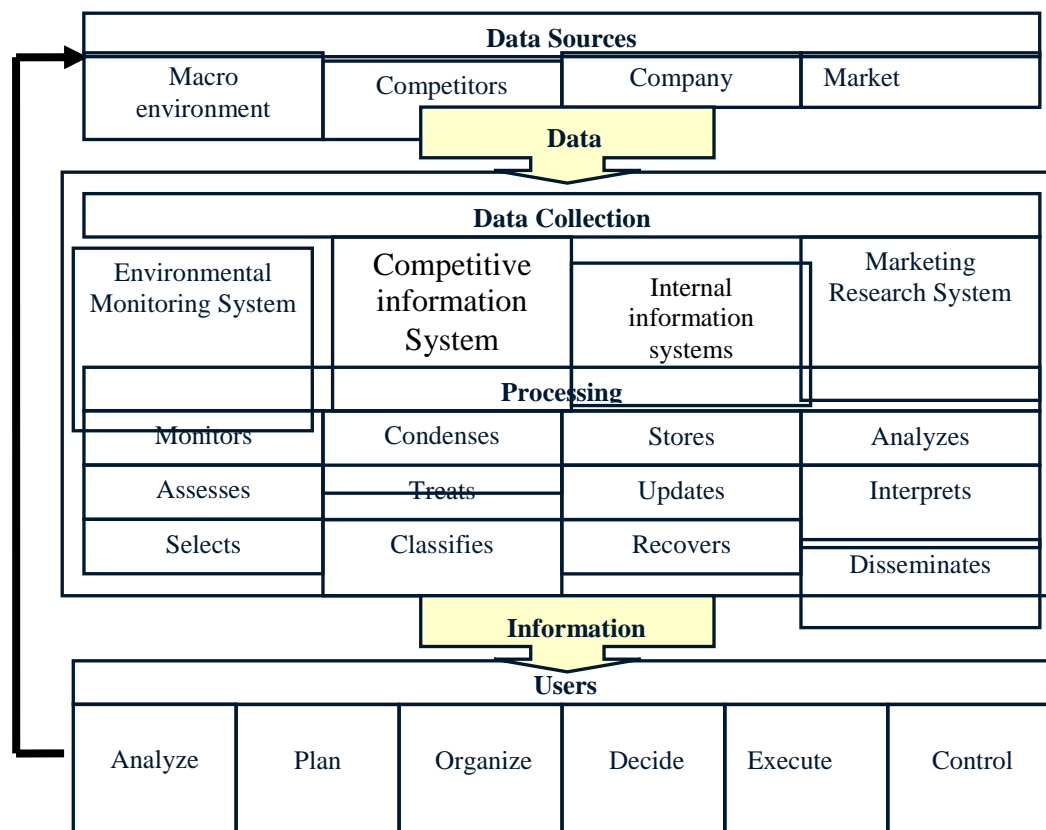 Data Sources
Macro
environment
Competitors
Company
Market
Data
Data Collection
Environmental
Monitoring System
Competitive
information
System
Internal
information
systems
Marketing
Research System
Processing
Monitors
Condenses
Stores
Analyzes
Assesses
Treats
Updates
Interprets
Selects
Classifies
Recovers
Disseminates
Information
Users
Analyze
Plan
Organize
Decide
Execute
Control